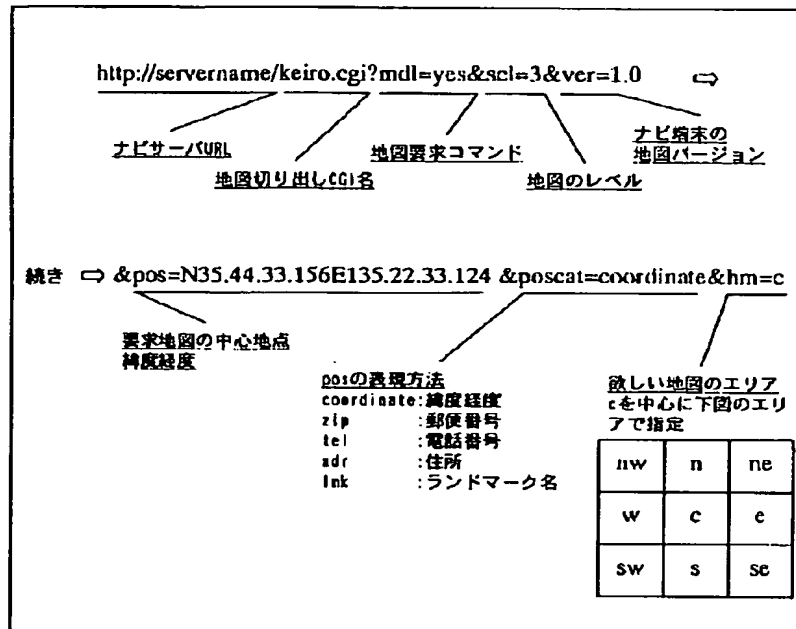 http://servername/keiro.cgi?mdl=yes&scl=3&ver=1.0 ⇨
ナビサーバURL
地図切り出しCGI名
地図要求コマンド
地図のレベル
ナビ端末の
地図バージョン
続き ⇨ &pos=N35.44.33.156E135.22.33.124 &poscat=coordinate&hm=c
要求地図の中心地点
緯度経度
posの表現方法
coordinate:緯度経度
zip :郵便番号
tel :電話番号
adr :住所
lnk :ランドマーク名
欲しい地図のエリア
cを中心に下図のエリ
アで指定
nw n ne
w c e
sw s se